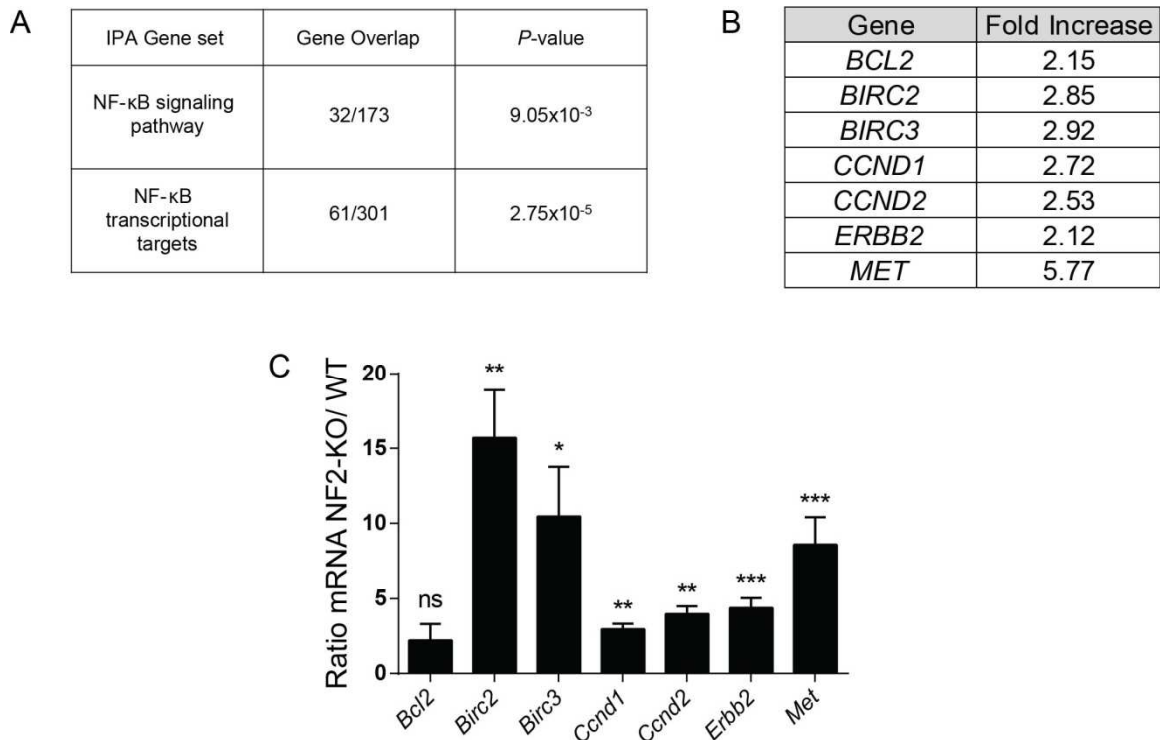 A
IPA Gene set Gene Overlap P-value
NF-κB signaling
pathway
32/173 9.05x10⁻³
NF-κB
transcriptional
targets
61/301 2.75x10⁻⁵
B
Gene Fold Increase
BCL2 2.15
BIRC2 2.85
BIRC3 2.92
CCND1 2.72
CCND2 2.53
ERBB2 2.12
MET 5.77
C
Ratio mRNA NF2-KO/ WT
20
15
10
5
0
ns
**
*
**
**
***
***
Bcl2
Birc2
Birc3
Ccnd1
Ccnd2
Erbb2
Met